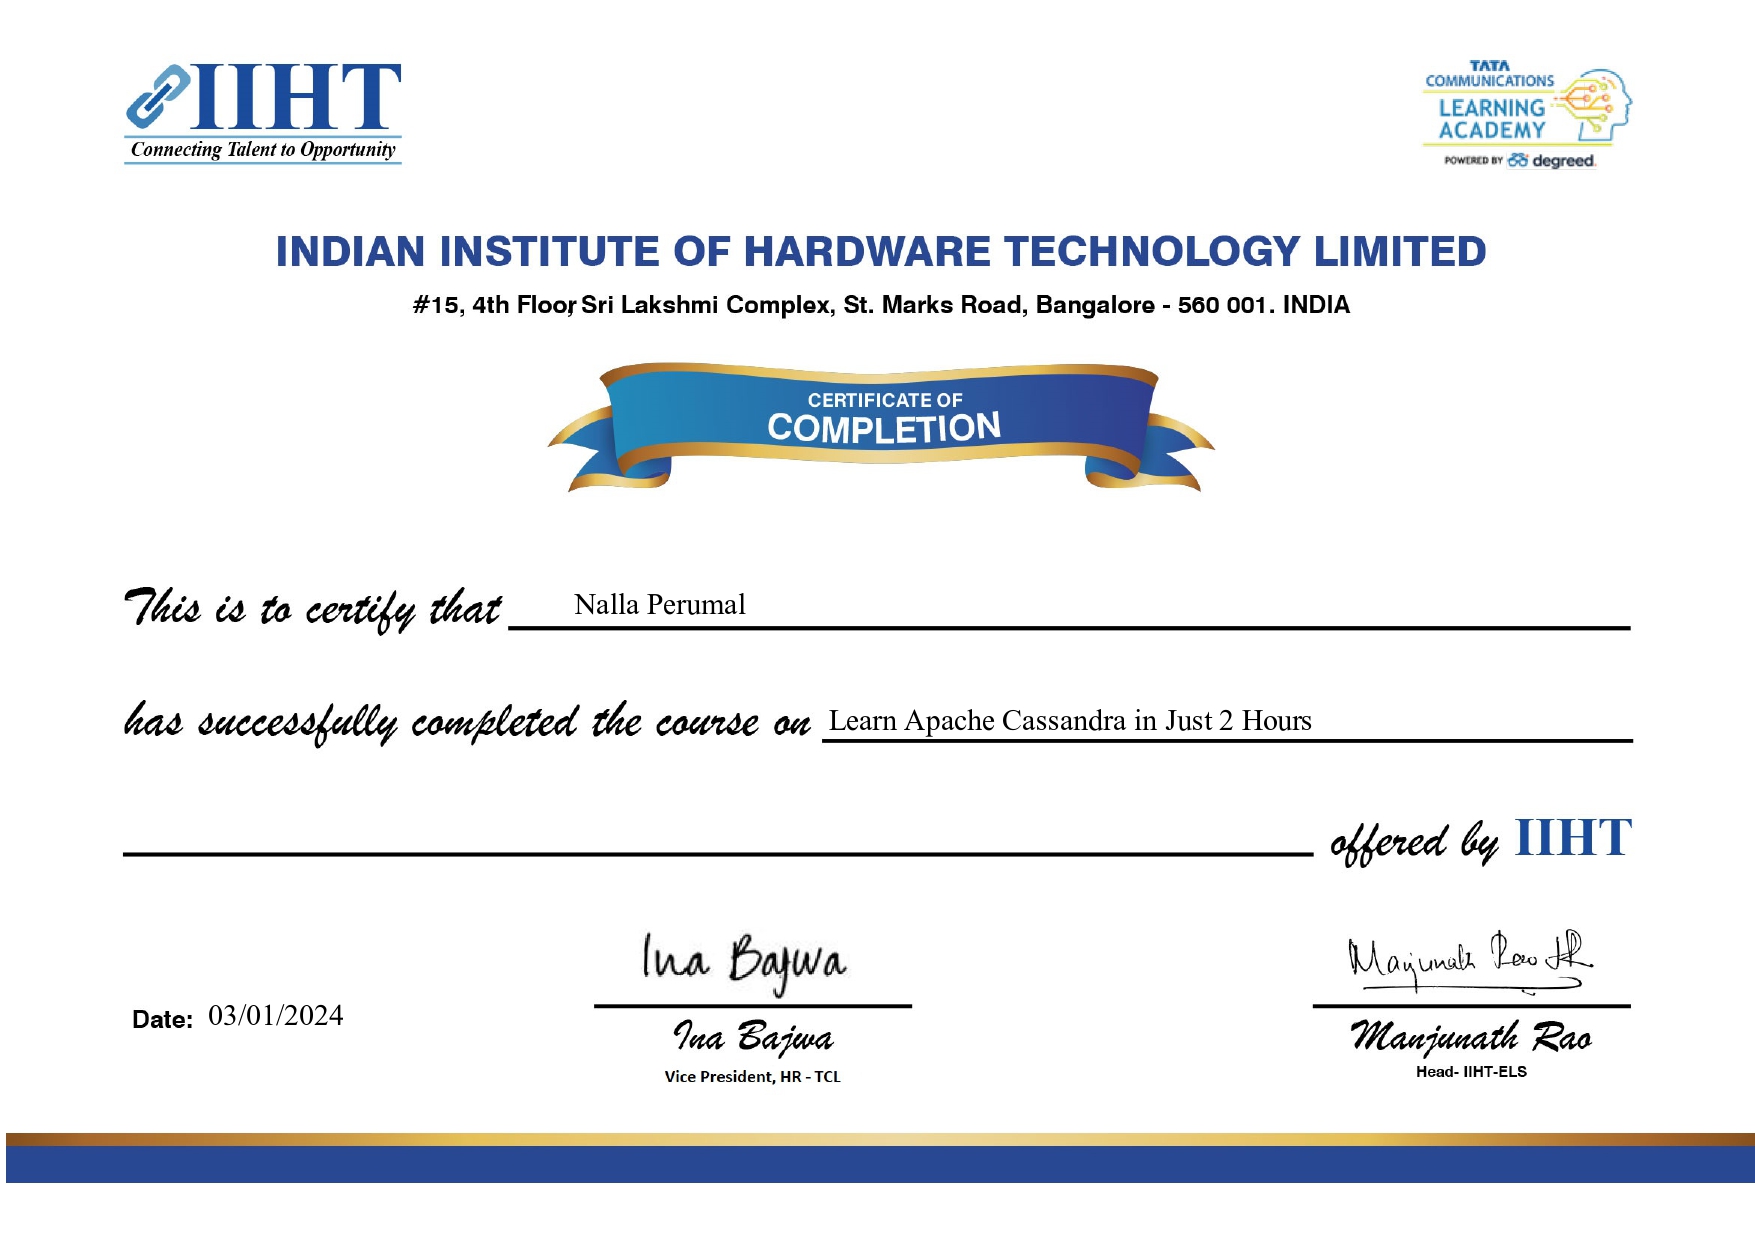 IIHT
Connecting Talent to Opportunity
TATA
COMMUNICATIONS
LEARNING
ACADEMY
POWERED BY degreed.
INDIAN INSTITUTE OF HARDWARE TECHNOLOGY LIMITED
#15, 4th Floor, Sri Lakshmi Complex, St. Marks Road, Bangalore - 560 001. INDIA
CERTIFICATE OF
COMPLETION
This is to certify that Nalla Perumal
has successfully completed the course on Learn Apache Cassandra in Just 2 Hours
offered by IIHT
Ina Bajwa
Manjunath Rao JR
Date: 03/01/2024
Ina Bajwa
Manjunath Rao
Vice President, HR - TCL
Head- IIHT-ELS